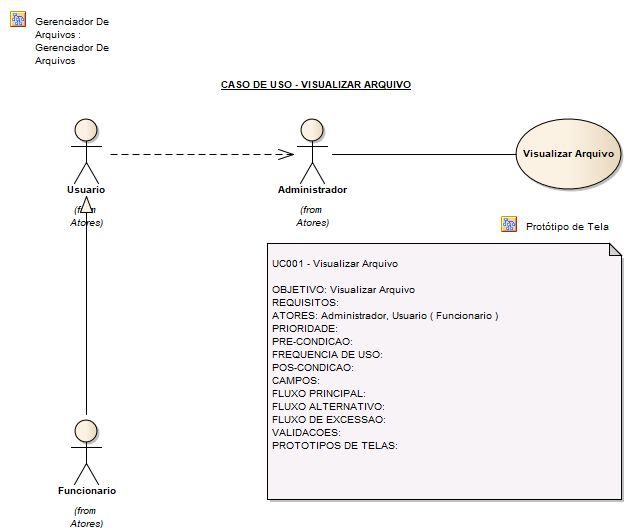 Gerenciador De
Arquivos :
Gerenciador De
Arquivos
CASO DE USO - VISUALIZAR ARQUIVO
Usuario
(from
Atores)
Administrador
(from
Atores)
Visualizar Arquivo
Protótipo de Tela
UC001 - Visualizar Arquivo
OBJETIVO: Visualizar Arquivo
REQUISITOS:
ATORES: Administrador, Usuario ( Funcionario )
PRIORIDADE:
PRE-CONDICAO:
FREQUENCIA DE USO:
POS-CONDICAO:
CAMPOS:
FLUXO PRINCIPAL:
FLUXO ALTERNATIVO:
FLUXO DE EXCESSAO:
VALIDACOES:
PROTOTIPOS DE TELAS:
Funcionario
(from
Atores)